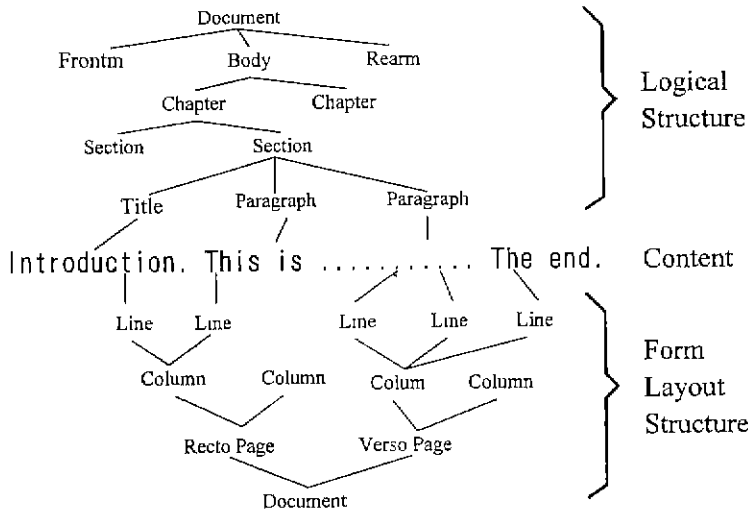 Document
Frontm Body Rearm
Chapter Chapter
Section Section
Title Paragraph Paragraph
Logical
Structure
Introduction. This is ........... The end. Content
Line Line Line Line Line
Column Column Colum Column
Recto Page Verso Page
Document
Form
Layout
Structure